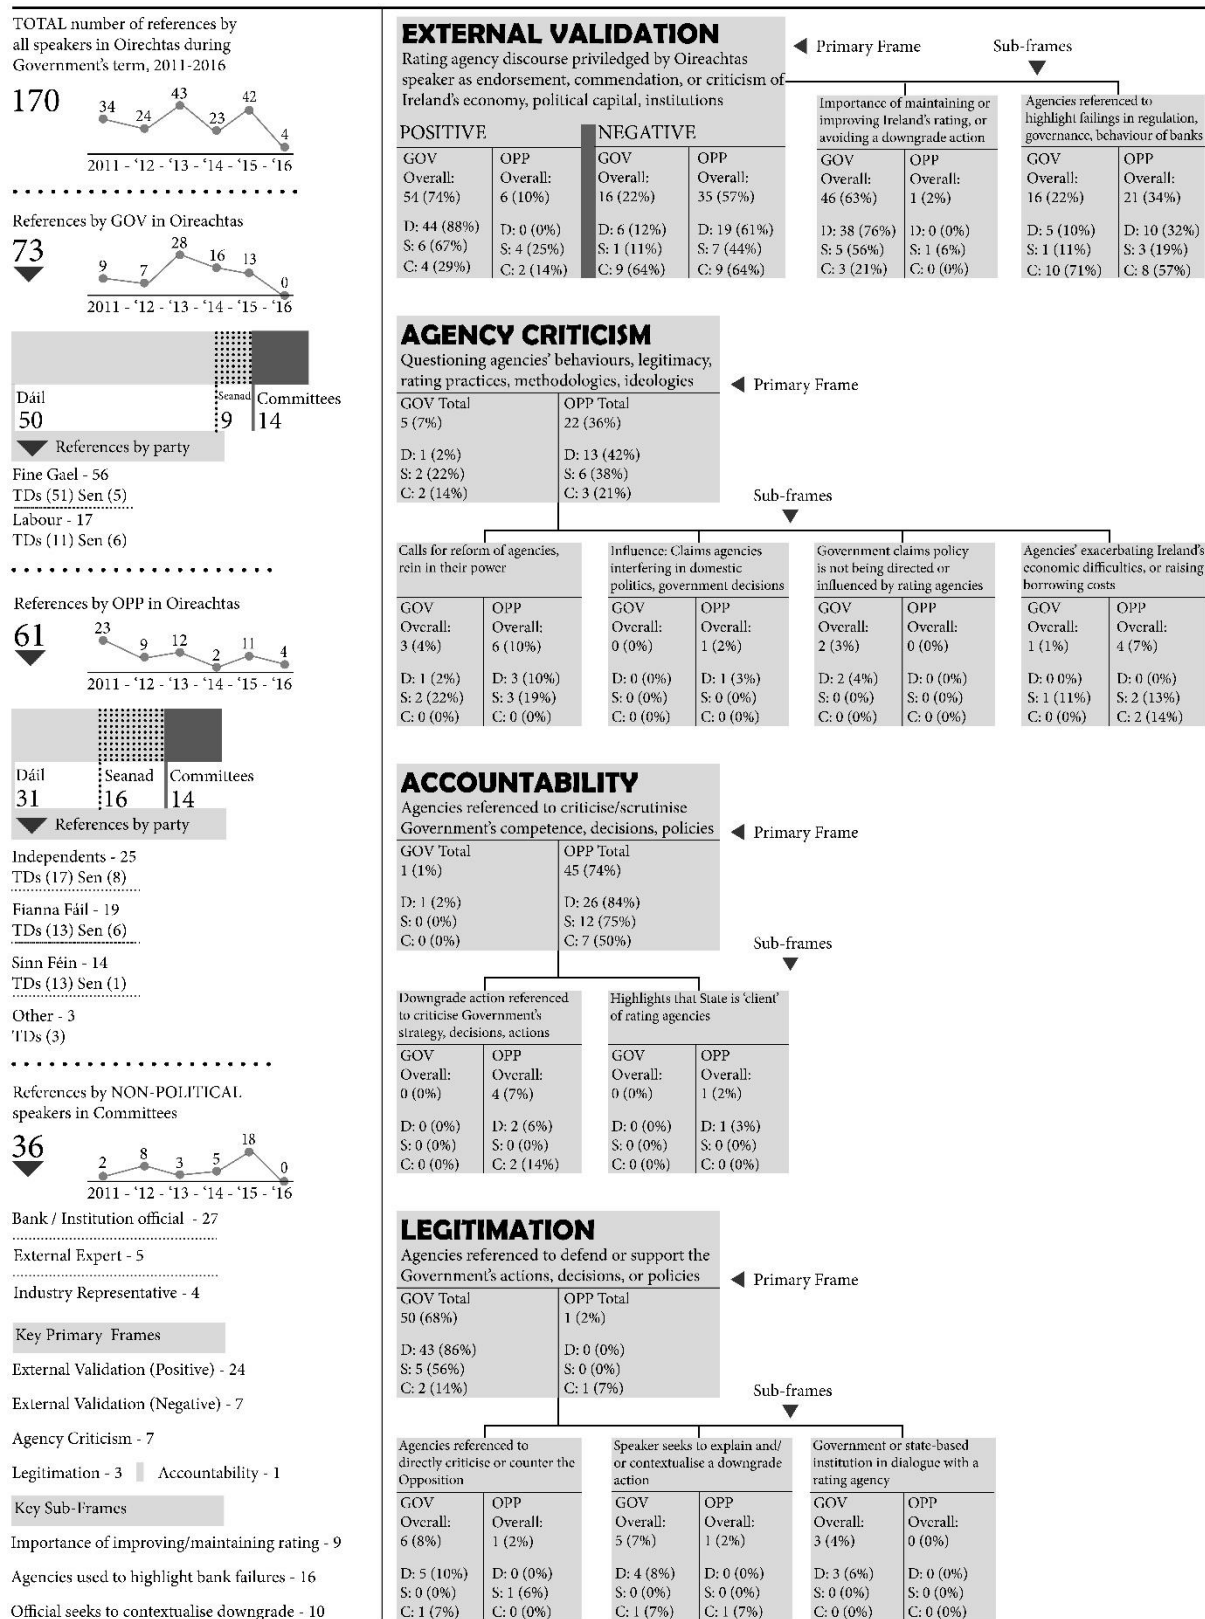 TOTAL number of references by
all speakers in Oirechtas during
Government's term, 2011-2016
170
34 24 43 23 42 4
2011 - '12 - '13 - '14 - '15 - '16
References by GOV in Oireachtas
73
9 7 28 16 13 0
2011 - '12 - '13 - '14 - '15 - '16
Dáil Seanad Committees
50 9 14
References by party
Fine Gael - 56
TDs (51) Sen (5)
Labour - 17
TDs (11) Sen (6)
References by OPP in Oireachtas
61
23 9 12 2 11 4
2011 - '12 - '13 - '14 - '15 - '16
Dáil Seanad Committees
31 16 14
References by party
Independents - 25
TDs (17) Sen (8)
Fianna Fáil - 19
TDs (13) Sen (6)
Sinn Féin - 14
TDs (13) Sen (1)
Other - 3
TDs (3)
References by NON-POLITICAL
speakers in Committees
36
2 8 3 5 18 0
2011 - '12 - '13 - '14 - '15 - '16
Bank / Institution official - 27
External Expert - 5
Industry Representative - 4
Key Primary Frames
External Validation (Positive) - 24
External Validation (Negative) - 7
Agency Criticism - 7
Legitimation - 3 Accountability - 1
Key Sub-Frames
Importance of improving/maintaining rating - 9
Agencies used to highlight bank failures - 16
Official seeks to contextualise downgrade - 10
EXTERNAL VALIDATION
Rating agency discourse priviledged by Oireachtas
speaker as endorsement, commendation, or criticism of
Ireland's economy, political capital, institutions
Primary Frame
Sub-frames
POSITIVE NEGATIVE
GOV OPP GOV OPP
Overall: Overall: Overall: Overall:
54 (74%) 6 (10%) 16 (22%) 35 (57%)
D: 44 (88%) D: 0 (0%) D: 6 (12%) D: 19 (61%)
S: 6 (67%) S: 4 (25%) S: 1 (11%) S: 7 (44%)
C: 4 (29%) C: 2 (14%) C: 9 (64%) C: 9 (64%)
Importance of maintaining or
improving Ireland's rating, or
avoiding a downgrade action
GOV OPP
Overall: Overall:
46 (63%) 1 (2%)
D: 38 (76%) D: 0 (0%)
S: 5 (56%) S: 1 (6%)
C: 3 (21%) C: 0 (0%)
Agencies referenced to
highlight failings in regulation,
governance, behaviour of banks
GOV OPP
Overall: Overall:
16 (22%) 21 (34%)
D: 5 (10%) D: 10 (32%)
S: 1 (11%) S: 3 (19%)
C: 10 (71%) C: 8 (57%)
AGENCY CRITICISM
Questioning agencies' behaviours, legitimacy,
rating practices, methodologies, ideologies
Primary Frame
GOV Total OPP Total
5 (7%) 22 (36%)
D: 1 (2%) D: 13 (42%)
S: 2 (22%) S: 6 (38%)
C: 2 (14%) C: 3 (21%)
Sub-frames
Calls for reform of agencies,
rein in their power
GOV OPP
Overall: Overall:
3 (4%) 6 (10%)
D: 1 (2%) D: 3 (10%)
S: 2 (22%) S: 3 (19%)
C: 0 (0%) C: 0 (0%)
Influence: Claims agencies
interfering in domestic
politics, government decisions
GOV OPP
Overall: Overall:
0 (0%) 1 (2%)
D: 0 (0%) D: 1 (3%)
S: 0 (0%) S: 0 (0%)
C: 0 (0%) C: 0 (0%)
Government claims policy
is not being directed or
influenced by rating agencies
GOV OPP
Overall: Overall:
2 (3%) 0 (0%)
D: 2 (4%) D: 0 (0%)
S: 0 (0%) S: 0 (0%)
C: 0 (0%) C: 0 (0%)
Agencies' exacerbating Ireland's
economic difficulties, or raising
borrowing costs
GOV OPP
Overall: Overall:
1 (1%) 4 (7%)
D: 0 0%) D: 0 (0%)
S: 1 (11%) S: 2 (13%)
C: 0 (0%) C: 2 (14%)
ACCOUNTABILITY
Agencies referenced to criticise/scrutinise
Government's competence, decisions, policies
Primary Frame
GOV Total OPP Total
1 (1%) 45 (74%)
D: 1 (2%) D: 26 (84%)
S: 0 (0%) S: 12 (75%)
C: 0 (0%) C: 7 (50%)
Sub-frames
Downgrade action referenced
to criticise Government's
strategy, decisions, actions
GOV OPP
Overall: Overall:
0 (0%) 4 (7%)
D: 0 (0%) D: 2 (6%)
S: 0 (0%) S: 0 (0%)
C: 0 (0%) C: 2 (14%)
Highlights that State is 'client'
of rating agencies
GOV OPP
Overall: Overall:
0 (0%) 1 (2%)
D: 0 (0%) D: 1 (3%)
S: 0 (0%) S: 0 (0%)
C: 0 (0%) C: 0 (0%)
LEGITIMATION
Agencies referenced to defend or support the
Government's actions, decisions, or policies
Primary Frame
GOV Total OPP Total
50 (68%) 1 (2%)
D: 43 (86%) D: 0 (0%)
S: 5 (56%) S: 0 (0%)
C: 2 (14%) C: 1 (7%)
Sub-frames
Agencies referenced to
directly criticise or counter the
Opposition
GOV OPP
Overall: Overall:
6 (8%) 1 (2%)
D: 5 (10%) D: 0 (0%)
S: 0 (0%) S: 1 (6%)
C: 1 (7%) C: 0 (0%)
Speaker seeks to explain and/
or contextualise a downgrade
action
GOV OPP
Overall: Overall:
5 (7%) 1 (2%)
D: 4 (8%) D: 0 (0%)
S: 0 (0%) S: 0 (0%)
C: 1 (7%) C: 1 (7%)
Government or state-based
institution in dialogue with a
rating agency
GOV OPP
Overall: Overall:
3 (4%) 0 (0%)
D: 3 (6%) D: 0 (0%)
S: 0 (0%) S: 0 (0%)
C: 0 (0%) C: 0 (0%)